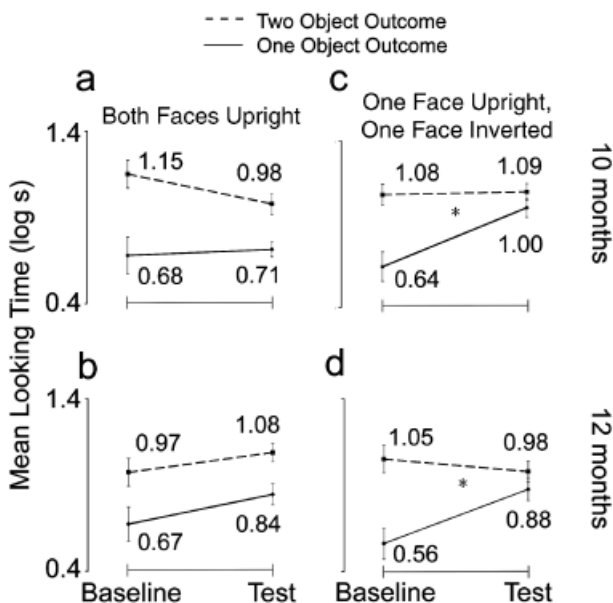 Two Object Outcome
One Object Outcome
a
Both Faces Upright
c
One Face Upright,
One Face Inverted
10 months
Mean Looking Time (log s)
1.4
0.4
1.15
0.98
0.68
0.71
1.08
1.09
*
0.64
1.00
b
d
12 months
1.4
0.4
0.97
1.08
0.67
0.84
1.05
0.98
*
0.56
0.88
Baseline Test
Baseline Test